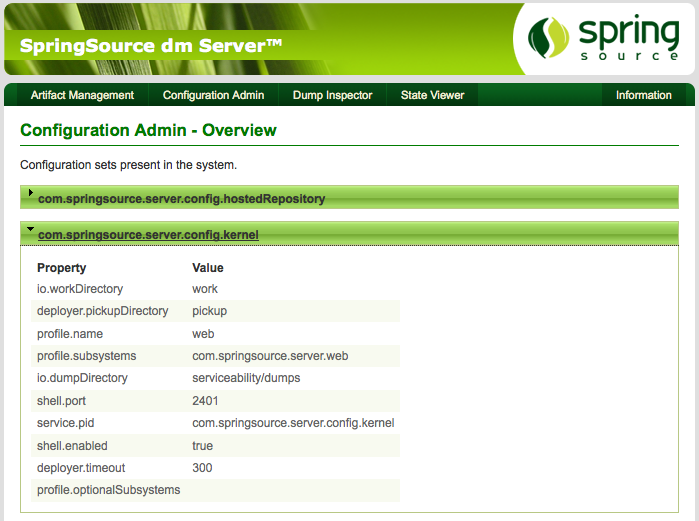 SpringSource dm Server™
spring
source
Artifact Management Configuration Admin Dump Inspector State Viewer Information
Configuration Admin - Overview
Configuration sets present in the system.
com.springsource.server.config.hostedRepository
com.springsource.server.config.kernel
Property Value
io.workDirectory work
deployer.pickupDirectory pickup
profile.name web
profile.subsystems com.springsource.server.web
io.dumpDirectory serviceability/dumps
shell.port 2401
service.pid com.springsource.server.config.kernel
shell.enabled true
deployer.timeout 300
profile.optionalSubsystems